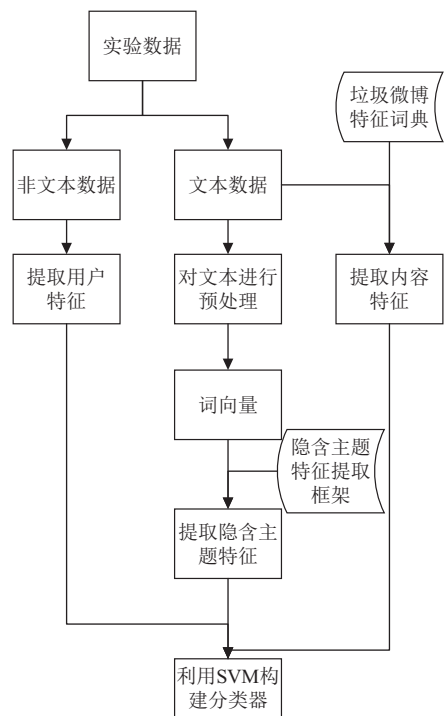 实验数据
垃圾微博
特征词典
非文本数据
文本数据
提取用户
特征
对文本进行
预处理
提取内容
特征
词向量
隐含主题
特征提取
框架
提取隐含主
题特征
利用SVM构
建分类器